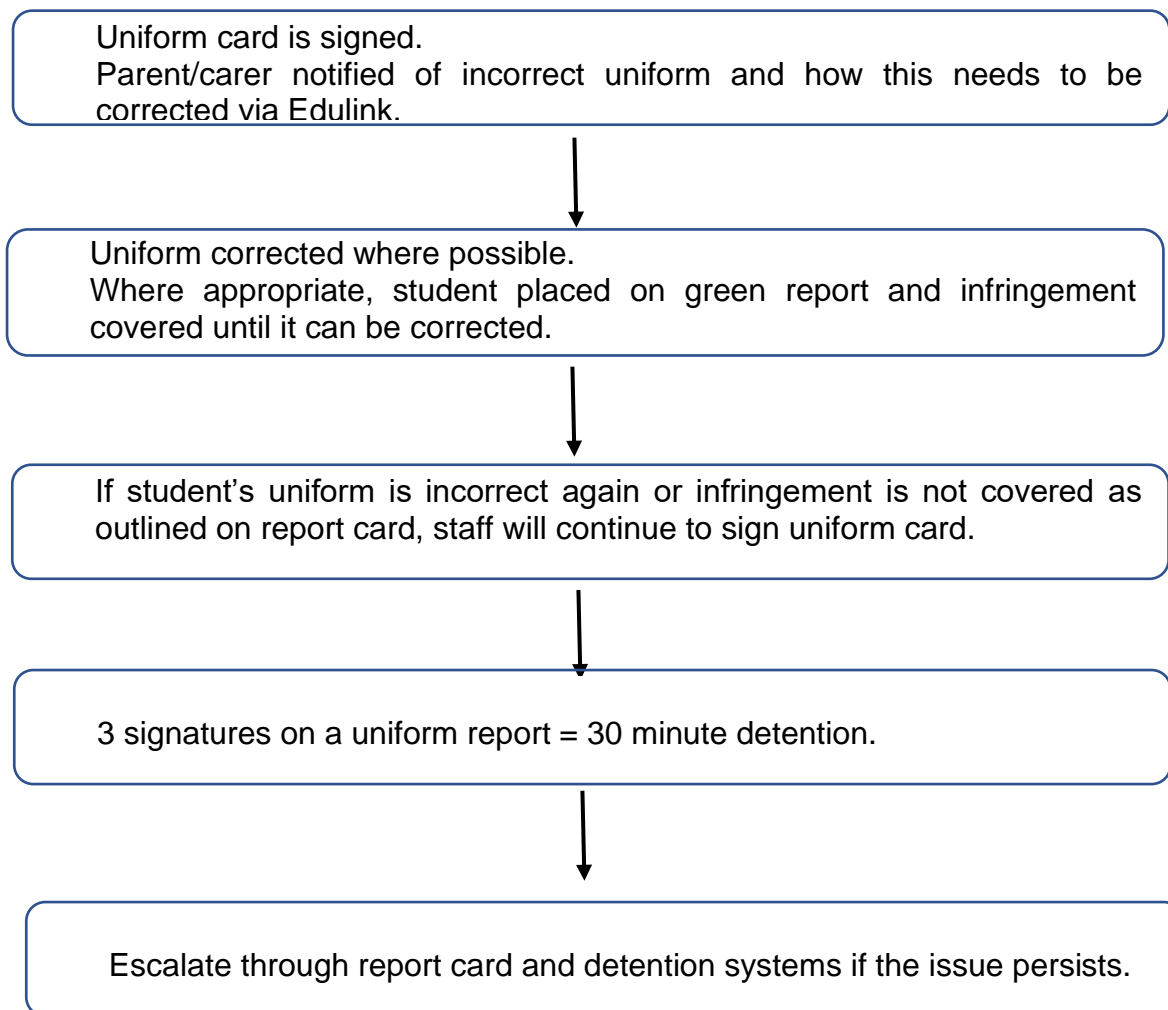 Uniform card is signed.
Parent/carer notified of incorrect uniform and how this needs to be
corrected via Edulink.
Uniform corrected where possible.
Where appropriate, student placed on green report and infringement
covered until it can be corrected.
If student's uniform is incorrect again or infringement is not covered as
outlined on report card, staff will continue to sign uniform card.
3 signatures on a uniform report = 30 minute detention.
Escalate through report card and detention systems if the issue persists.